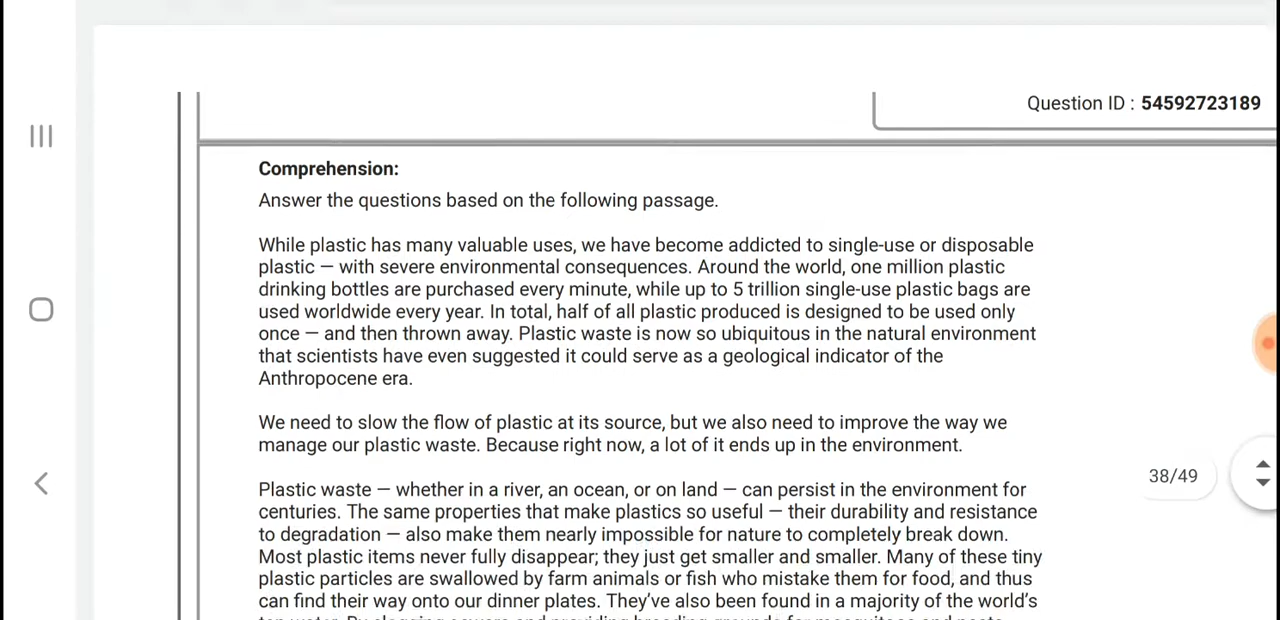 Question ID : 54592723189
Comprehension:
Answer the questions based on the following passage.
While plastic has many valuable uses, we have become addicted to single-use or disposable
plastic — with severe environmental consequences. Around the world, one million plastic
drinking bottles are purchased every minute, while up to 5 trillion single-use plastic bags are
used worldwide every year. In total, half of all plastic produced is designed to be used only
once — and then thrown away. Plastic waste is now so ubiquitous in the natural environment
that scientists have even suggested it could serve as a geological indicator of the
Anthropocene era.
We need to slow the flow of plastic at its source, but we also need to improve the way we
manage our plastic waste. Because right now, a lot of it ends up in the environment.
38/49
Plastic waste — whether in a river, an ocean, or on land — can persist in the environment for
centuries. The same properties that make plastics so useful — their durability and resistance
to degradation — also make them nearly impossible for nature to completely break down.
Most plastic items never fully disappear; they just get smaller and smaller. Many of these tiny
plastic particles are swallowed by farm animals or fish who mistake them for food, and thus
can find their way onto our dinner plates. They've also been found in a majority of the world's